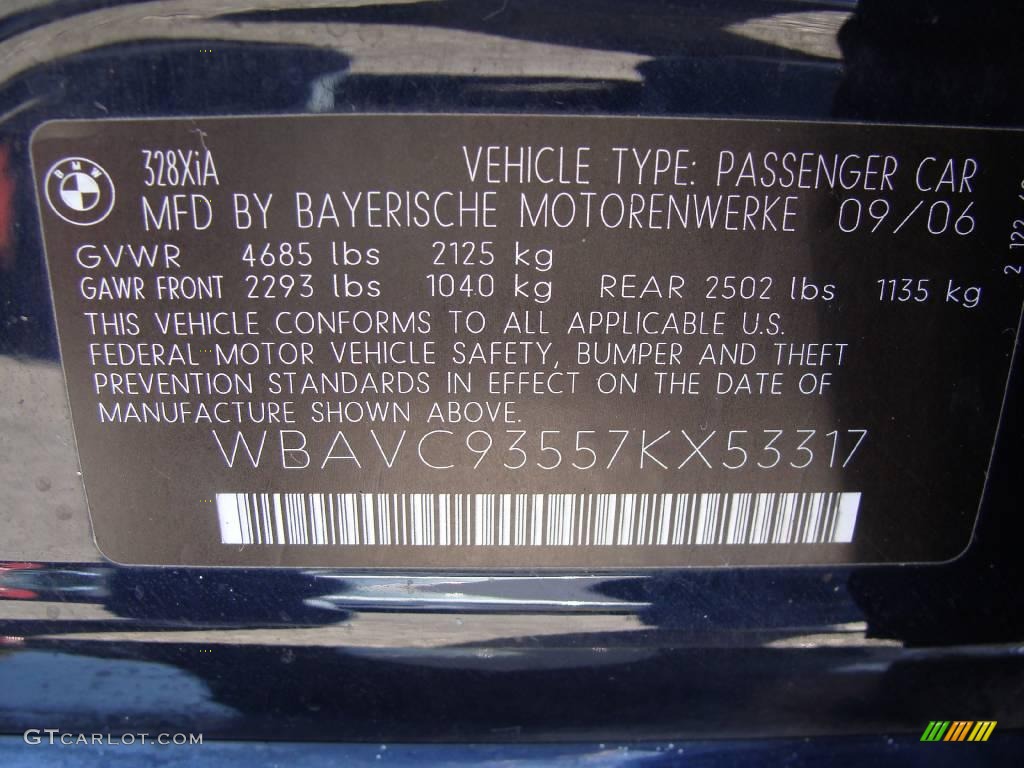 BMW
328XiA VEHICLE TYPE: PASSENGER CAR
MFD BY BAYERISCHE MOTORENWERKE 09/06
GVWR 4685 lbs 2125 kg
GAWR FRONT 2293 lbs 1040 kg REAR 2502 lbs 1135 kg
THIS VEHICLE CONFORMS TO ALL APPLICABLE U.S.
FEDERAL MOTOR VEHICLE SAFETY, BUMPER AND THEFT
PREVENTION STANDARDS IN EFFECT ON THE DATE OF
MANUFACTURE SHOWN ABOVE.
WBAVC93557KX53317
GTCARLOT.COM